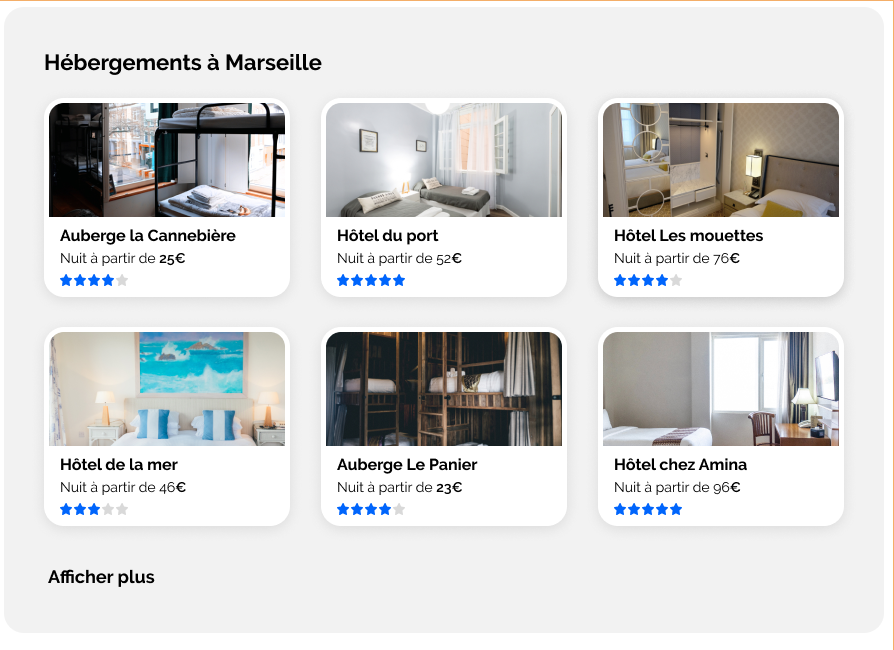 Hébergements à Marseille
Auberge la Cannebière
Nuit à partir de 25€
Hôtel du port
Nuit à partir de 52€
Hôtel Les mouettes
Nuit à partir de 76€
Hôtel de la mer
Nuit à partir de 46€
Auberge Le Panier
Nuit à partir de 23€
Hôtel chez Amina
Nuit à partir de 96€
Afficher plus